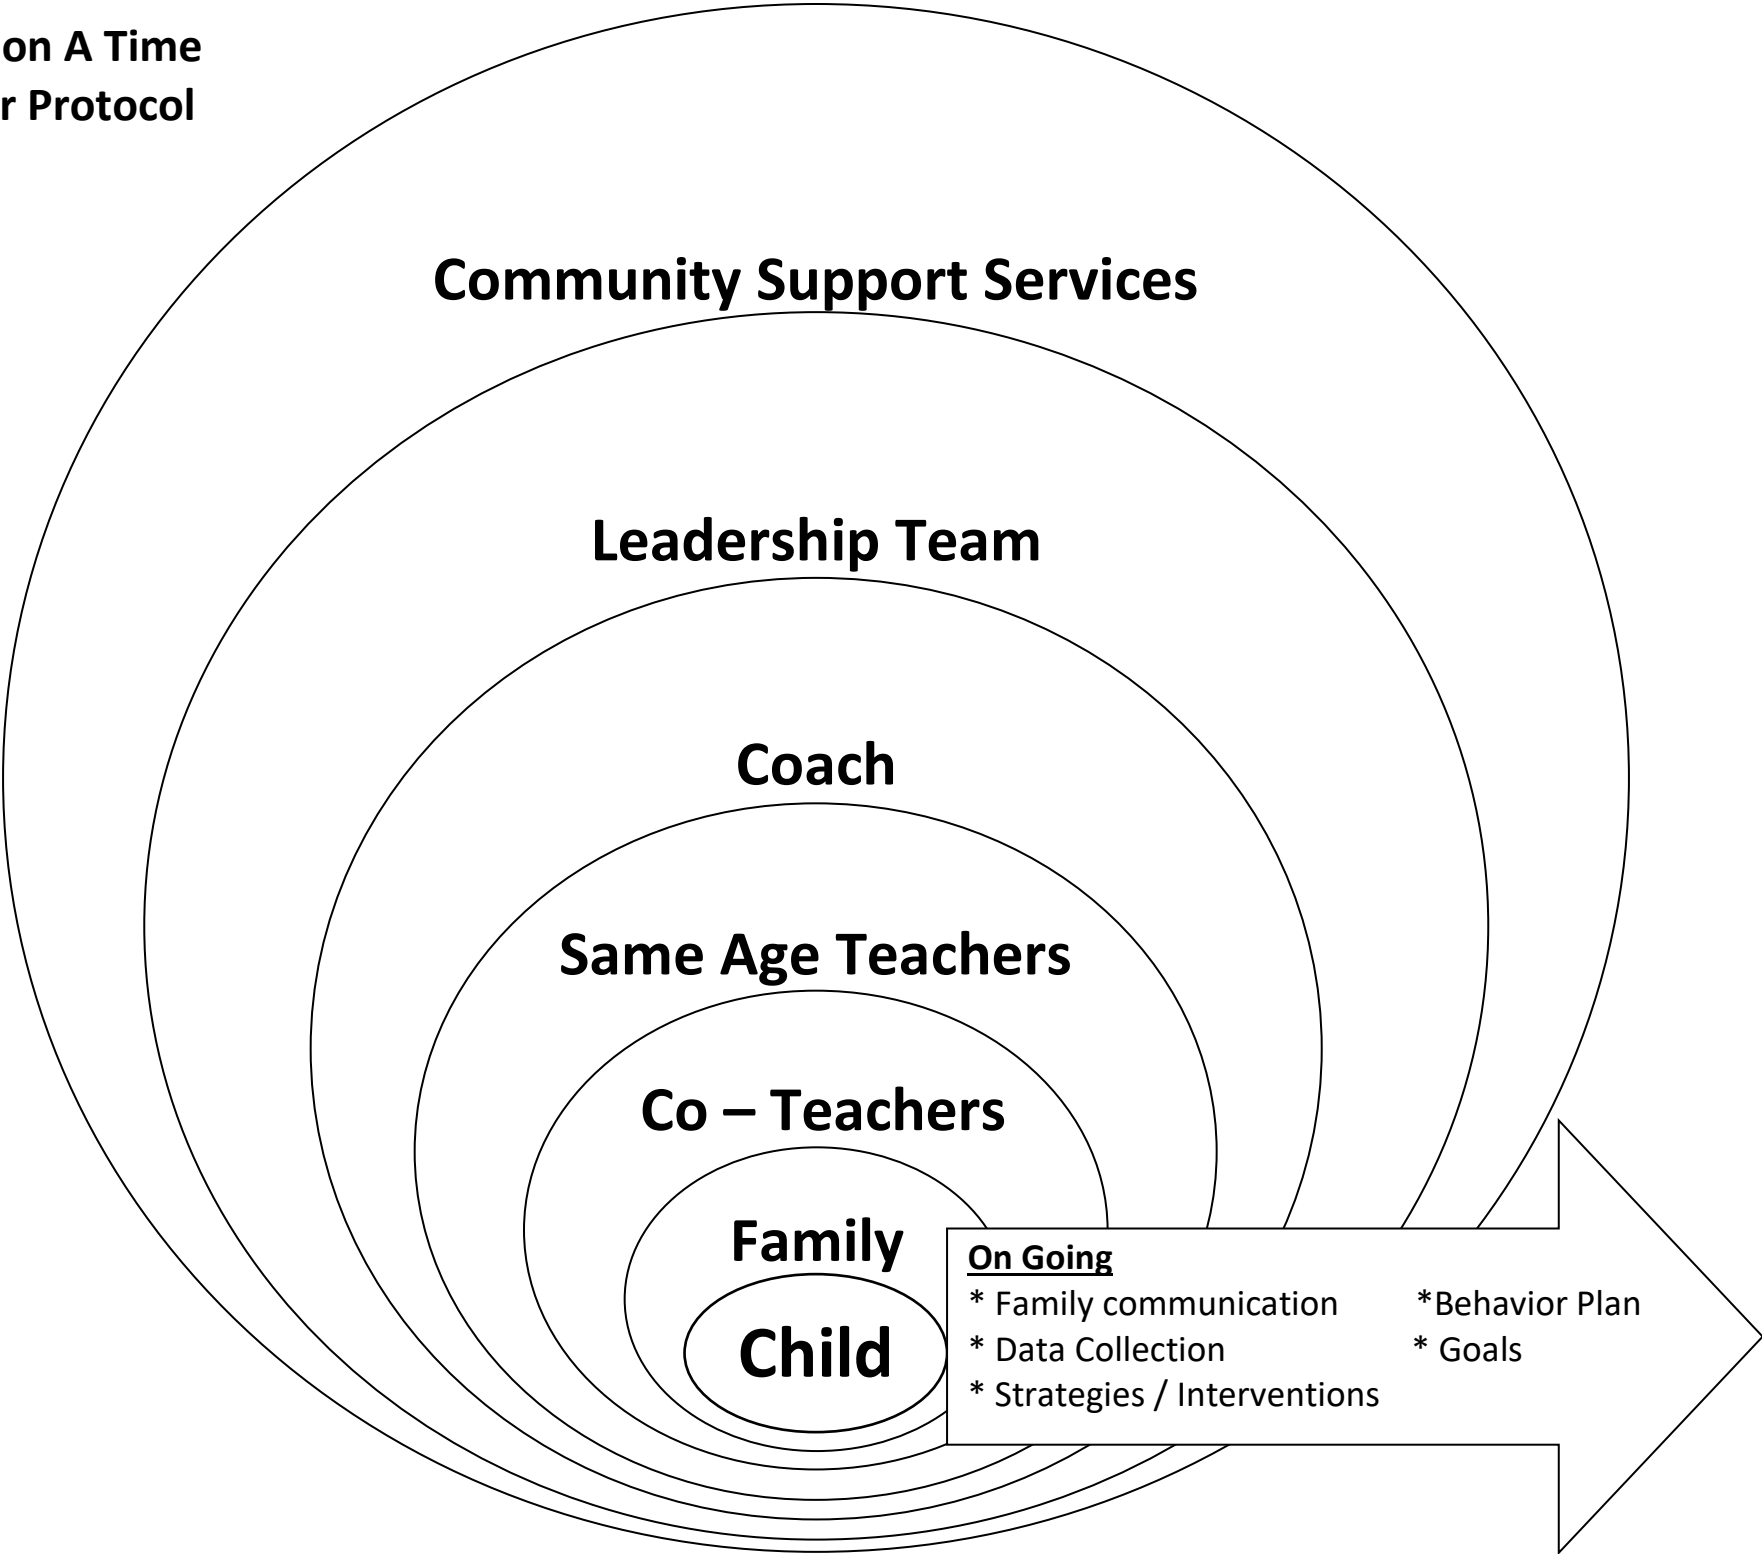 on A Time
r Protocol
Community Support Services
Leadership Team
Coach
Same Age Teachers
Co – Teachers
Family
Child
On Going
* Family communication *Behavior Plan
* Data Collection * Goals
* Strategies / Interventions